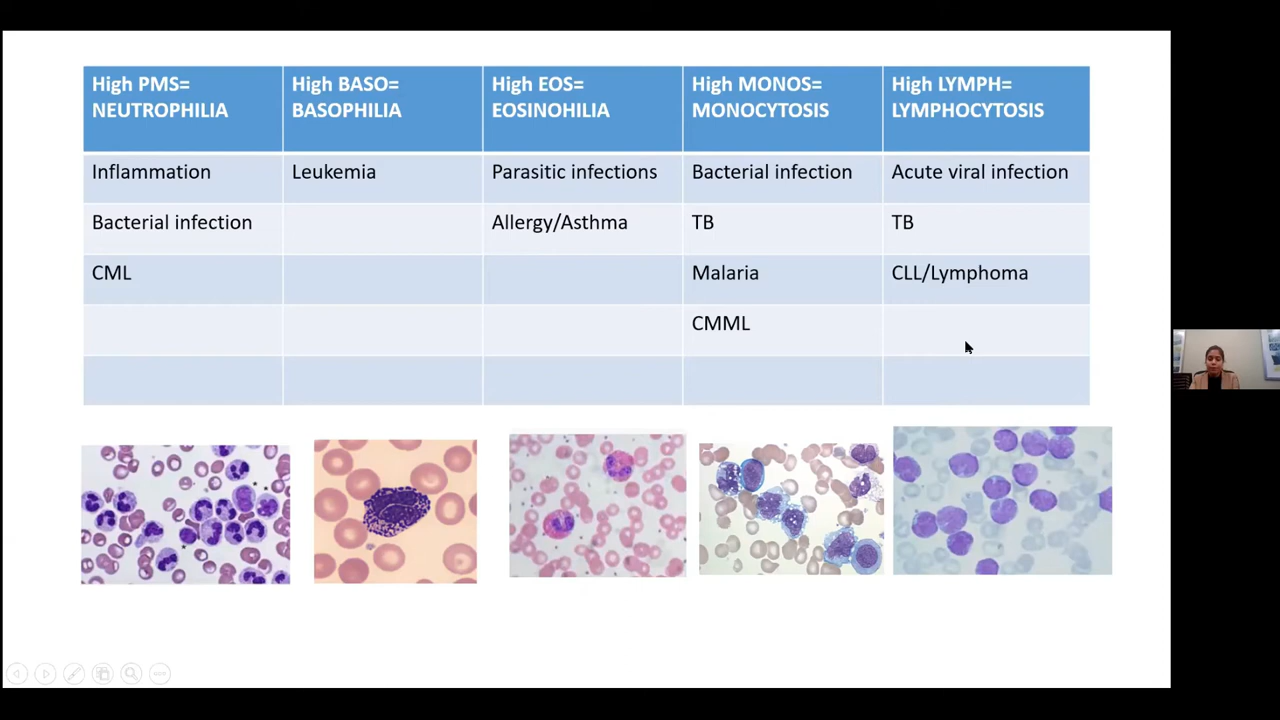 High PMS=
NEUTROPHILIA
High BASO=
BASOPHILIA
High EOS=
EOSINOHILIA
High MONOS=
MONOCYTOSIS
High LYMPH=
LYMPHOCYTOSIS
Inflammation
Leukemia
Parasitic infections
Bacterial infection
Acute viral infection
Bacterial infection
Allergy/Asthma
TB
TB
CML
Malaria
CLL/Lymphoma
CMML